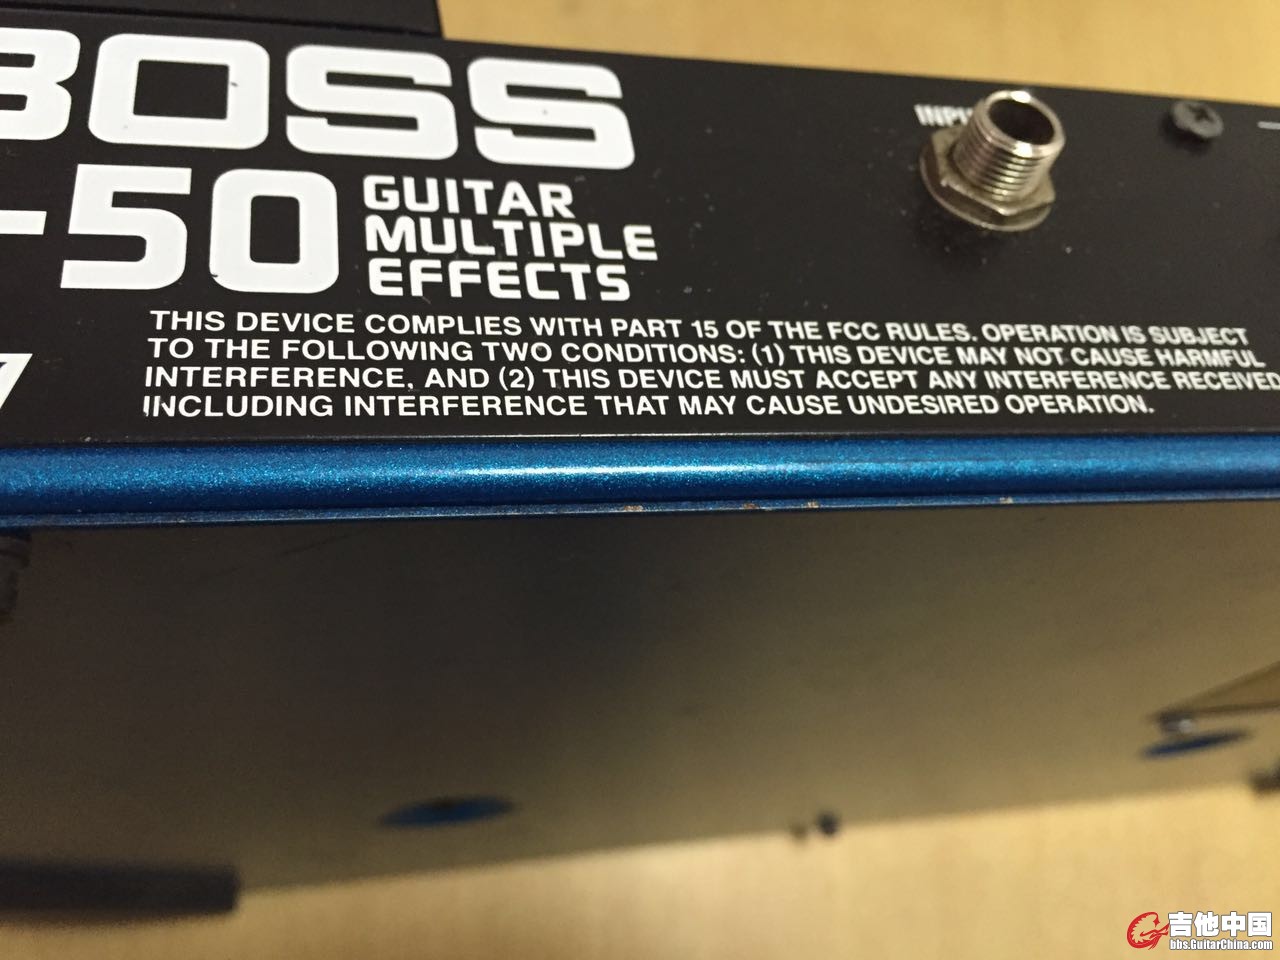 BOSS
-50 GUITAR
MULTIPLE
EFFECTS
INPU
THIS DEVICE COMPLIES WITH PART 15 OF THE FCC RULES. OPERATION IS SUBJECT
TO THE FOLLOWING TWO CONDITIONS: (1) THIS DEVICE MAY NOT CAUSE HARMFUL
INTERFERENCE, AND (2) THIS DEVICE MUST ACCEPT ANY INTERFERENCE RECEIVED
INCLUDING INTERFERENCE THAT MAY CAUSE UNDESIRED OPERATION.
吉他中国
bbs.GuitarChina.com